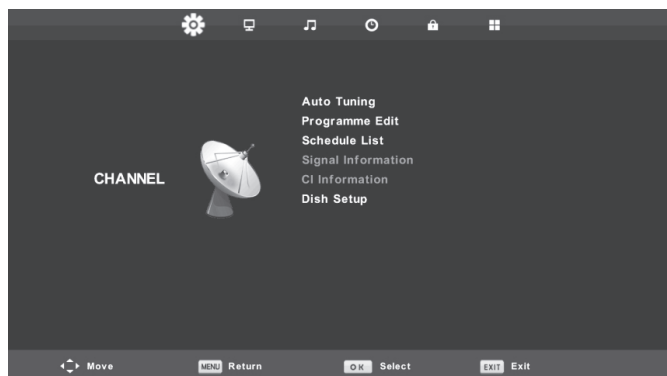 Auto Tuning
Programme Edit
Schedule List
Signal Information
CHANNEL
CI Information
Dish Setup
Move MENU Return OK Select EXIT Exit